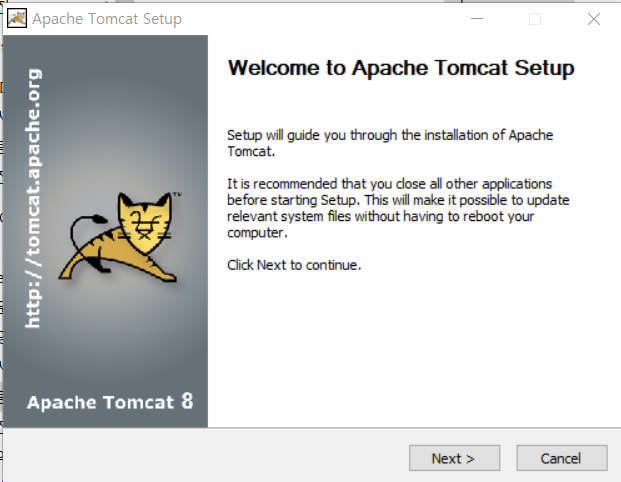 Apache Tomcat Setup
http://tomcat.apache.org
TM
Apache Tomcat 8
Welcome to Apache Tomcat Setup
Setup will guide you through the installation of Apache
Tomcat.
It is recommended that you close all other applications
before starting Setup. This will make it possible to update
relevant system files without having to reboot your
computer.
Click Next to continue.
Next >
Cancel